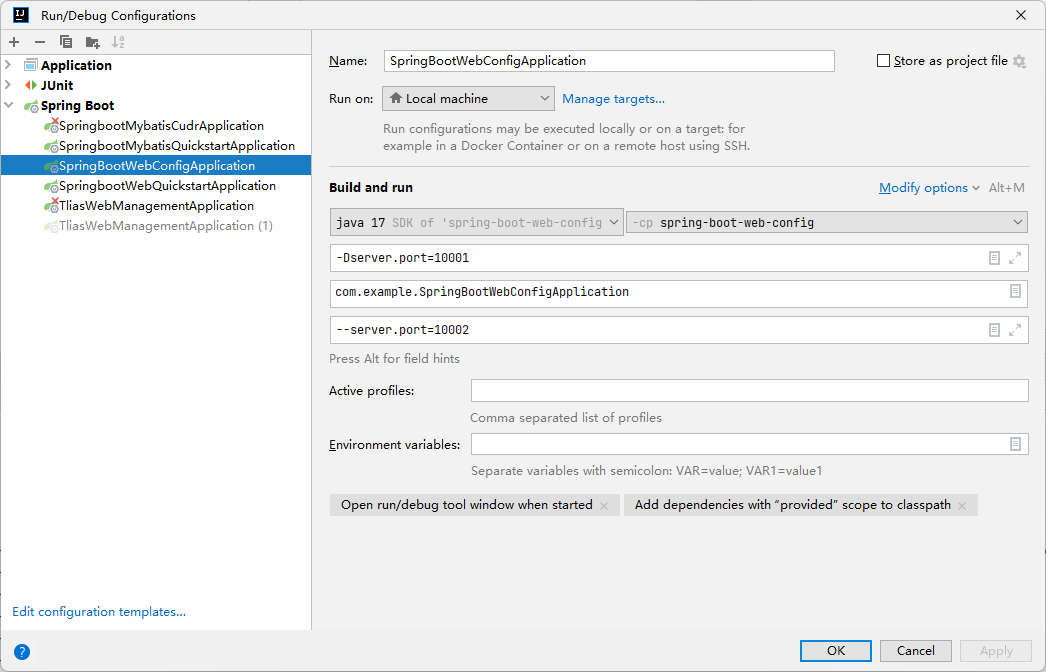 Run/Debug Configurations
Application
JUnit
Spring Boot
SpringbootMybatisCudrApplication
SpringbootMybatisQuickstartApplication
SpringBootWebConfigApplication
SpringbootWebQuickstartApplication
TliasWebManagementApplication
TliasWebManagementApplication (1)
Edit configuration templates...
Name: SpringBootWebConfigApplication Store as project file
Run on: Local machine Manage targets...
Run configurations may be executed locally or on a target: for
example in a Docker Container or on a remote host using SSH.
Build and run Modify options Alt+M
java 17 SDK of 'spring-boot-web-config -cp spring-boot-web-config
-Dserver.port=10001
com.example.SpringBootWebConfigApplication
--server.port=10002
Press Alt for field hints
Active profiles:
Comma separated list of profiles
Environment variables:
Separate variables with semicolon: VAR=value; VAR1=value1
Open run/debug tool window when started × Add dependencies with “provided” scope to classpath ×
? OK Cancel Apply